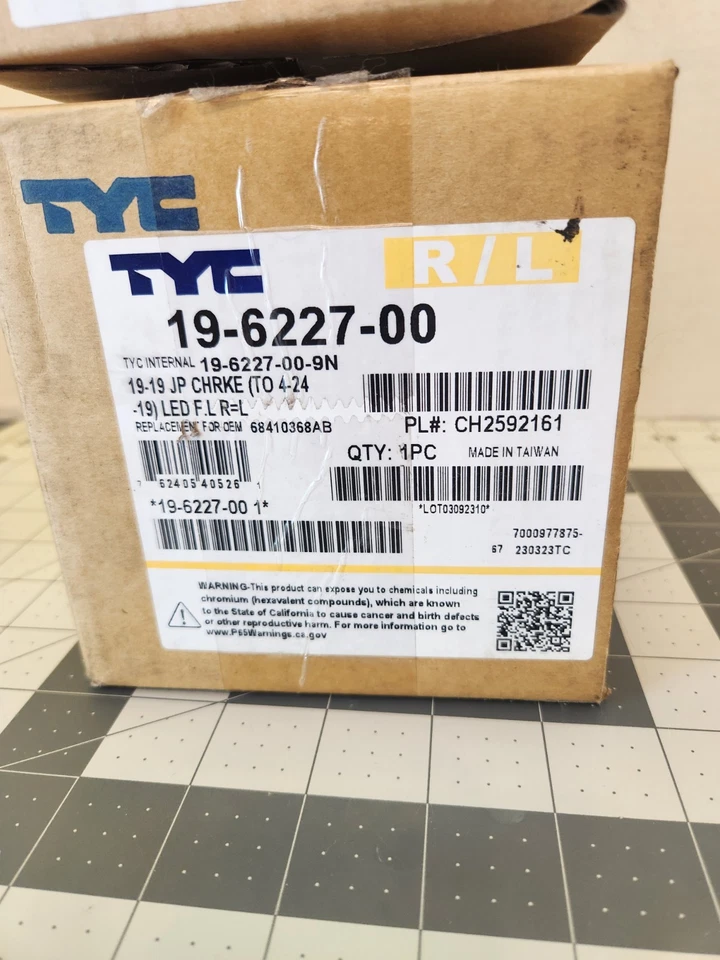 TYC
TYC R/L
19-6227-00
TYC INTERNAL 19-6227-00-9N
19-19 JP CHRKE (TO 4-24
-19) LED F.L R=L
REPLACEMENT FOR OEM 68410368AB
PL#: CH2592161
QTY: 1PC MADE IN TAIWAN
7 62405 40526 1
*19-6227-00 1*
*LOT03092310*
7000977875-
67 230323TC
WARNING-This product can expose you to chemicals including
chromium (hexavalent compounds), which are known
to the State of California to cause cancer and birth defects
or other reproductive harm. For more information go to
www.P65Warnings.ca.gov